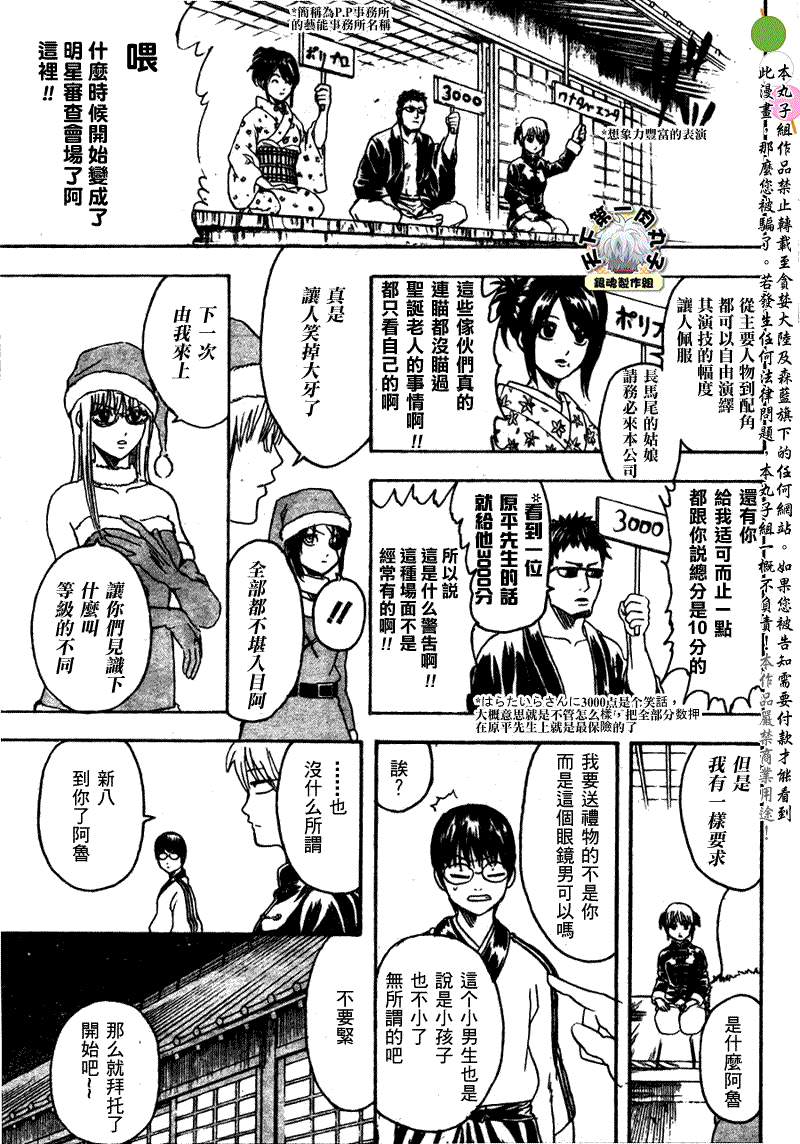 *簡稱為P.P事務所
的藝能事務所名稱
ポリプロ
3000
ワタナベエンタ
*想象力豐富的表演
喂
什麼時候開始變成了
明星審查會場了阿
這裡!!
天下第一肉丸子
銀魂製作組
從主要人物到配角
都可以自由演繹
其演技的幅度
讓人佩服
ポリプ
長馬尾的姑娘
請務必來本公司
這些傢伙們真的
連瞄都沒瞄過
聖誕老人的事情啊!!
都只看自己的啊
真是
讓人笑掉大牙了
下一次
由我來上
還有你
給我适可而止一點
都跟你說總分是10分的
3000
※看到一位
原平先生的話
就給他3000分
所以說
這是什么警告啊!!
這種場面不是
經常有的啊!!
*はらたいらさんに3000点是个笑話，
大概意思就是不管怎么樣，把全部分数押
在原平先生上就是最保險的了
!!
全部都不堪入目阿
讓你們見識下
什麼叫
等級的不同
但是
我有一樣要求
是什麼阿魯
我要送禮物的不是你
而是這個眼鏡男可以嗎
誒？
這个小男生也是
說是小孩子
也不小了
無所謂的吧
……也
沒什么所謂
新八
到你了阿魯
不要緊
那么就拜托了
開始吧~
本丸子組作品禁止轉載至貪婪大陸及森藍旗下的任何網站。如果您被告知需要付款才能看到
此漫畫，那麼您被騙了。若發生任何法律問題，本丸子組一概不負責！本作品嚴禁商業用途！